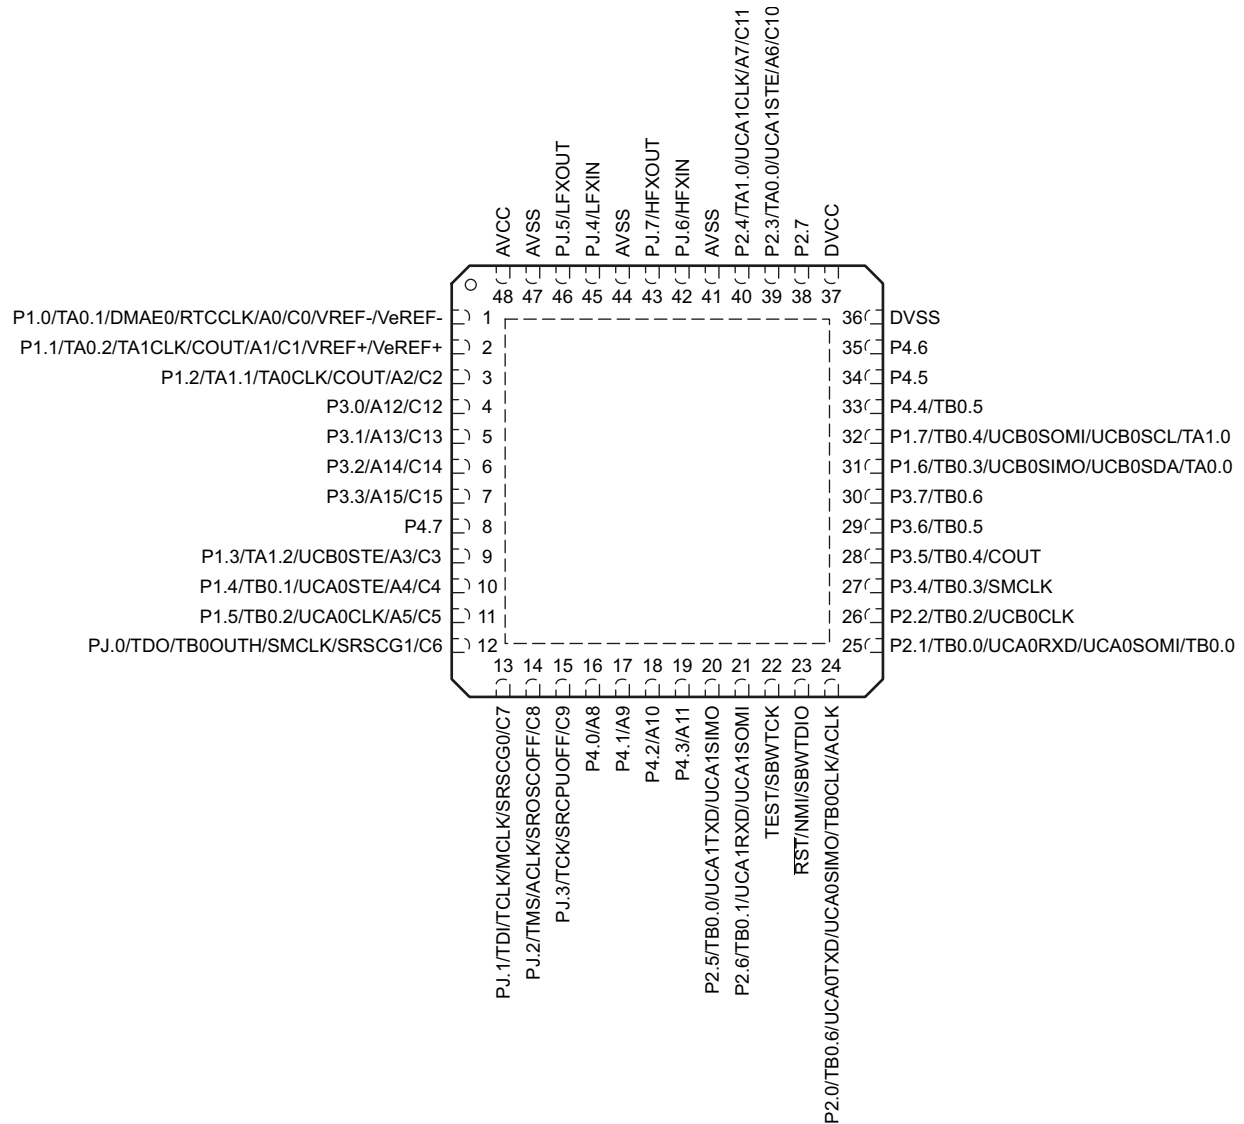 AVCC
AVSS
PJ.5/LFXOUT
PJ.4/LFXIN
AVSS
PJ.7/HFXOUT
PJ.6/HFXIN
AVSS
P2.4/TA1.0/UCA1CLK/A7/C11
P2.3/TA0.0/UCA1STE/A6/C10
P2.7
DVCC
48 47 46 45 44 43 42 41 40 39 38 37
P1.0/TA0.1/DMAE0/RTCCLK/A0/C0/VREF-/VeREF- 1
P1.1/TA0.2/TA1CLK/COUT/A1/C1/VREF+/VeREF+ 2
P1.2/TA1.1/TA0CLK/COUT/A2/C2 3
P3.0/A12/C12 4
P3.1/A13/C13 5
P3.2/A14/C14 6
P3.3/A15/C15 7
P4.7 8
P1.3/TA1.2/UCB0STE/A3/C3 9
P1.4/TB0.1/UCA0STE/A4/C4 10
P1.5/TB0.2/UCA0CLK/A5/C5 11
PJ.0/TDO/TB0OUTH/SMCLK/SRSCG1/C6 12
36 DVSS
35 P4.6
34 P4.5
33 P4.4/TB0.5
32 P1.7/TB0.4/UCB0SOMI/UCB0SCL/TA1.0
31 P1.6/TB0.3/UCB0SIMO/UCB0SDA/TA0.0
30 P3.7/TB0.6
29 P3.6/TB0.5
28 P3.5/TB0.4/COUT
27 P3.4/TB0.3/SMCLK
26 P2.2/TB0.2/UCB0CLK
25 P2.1/TB0.0/UCA0RXD/UCA0SOMI/TB0.0
13 14 15 16 17 18 19 20 21 22 23 24
PJ.1/TDI/TCLK/MCLK/SRSCG0/C7
PJ.2/TMS/ACLK/SROSCOFF/C8
PJ.3/TCK/SRCPUOFF/C9
P4.0/A8
P4.1/A9
P4.2/A10
P4.3/A11
P2.5/TB0.0/UCA1TXD/UCA1SIMO
P2.6/TB0.1/UCA1RXD/UCA1SOMI
TEST/SBWTCK
RST/NMI/SBWTDIO
P2.0/TB0.6/UCA0TXD/UCA0SIMO/TB0CLK/ACLK